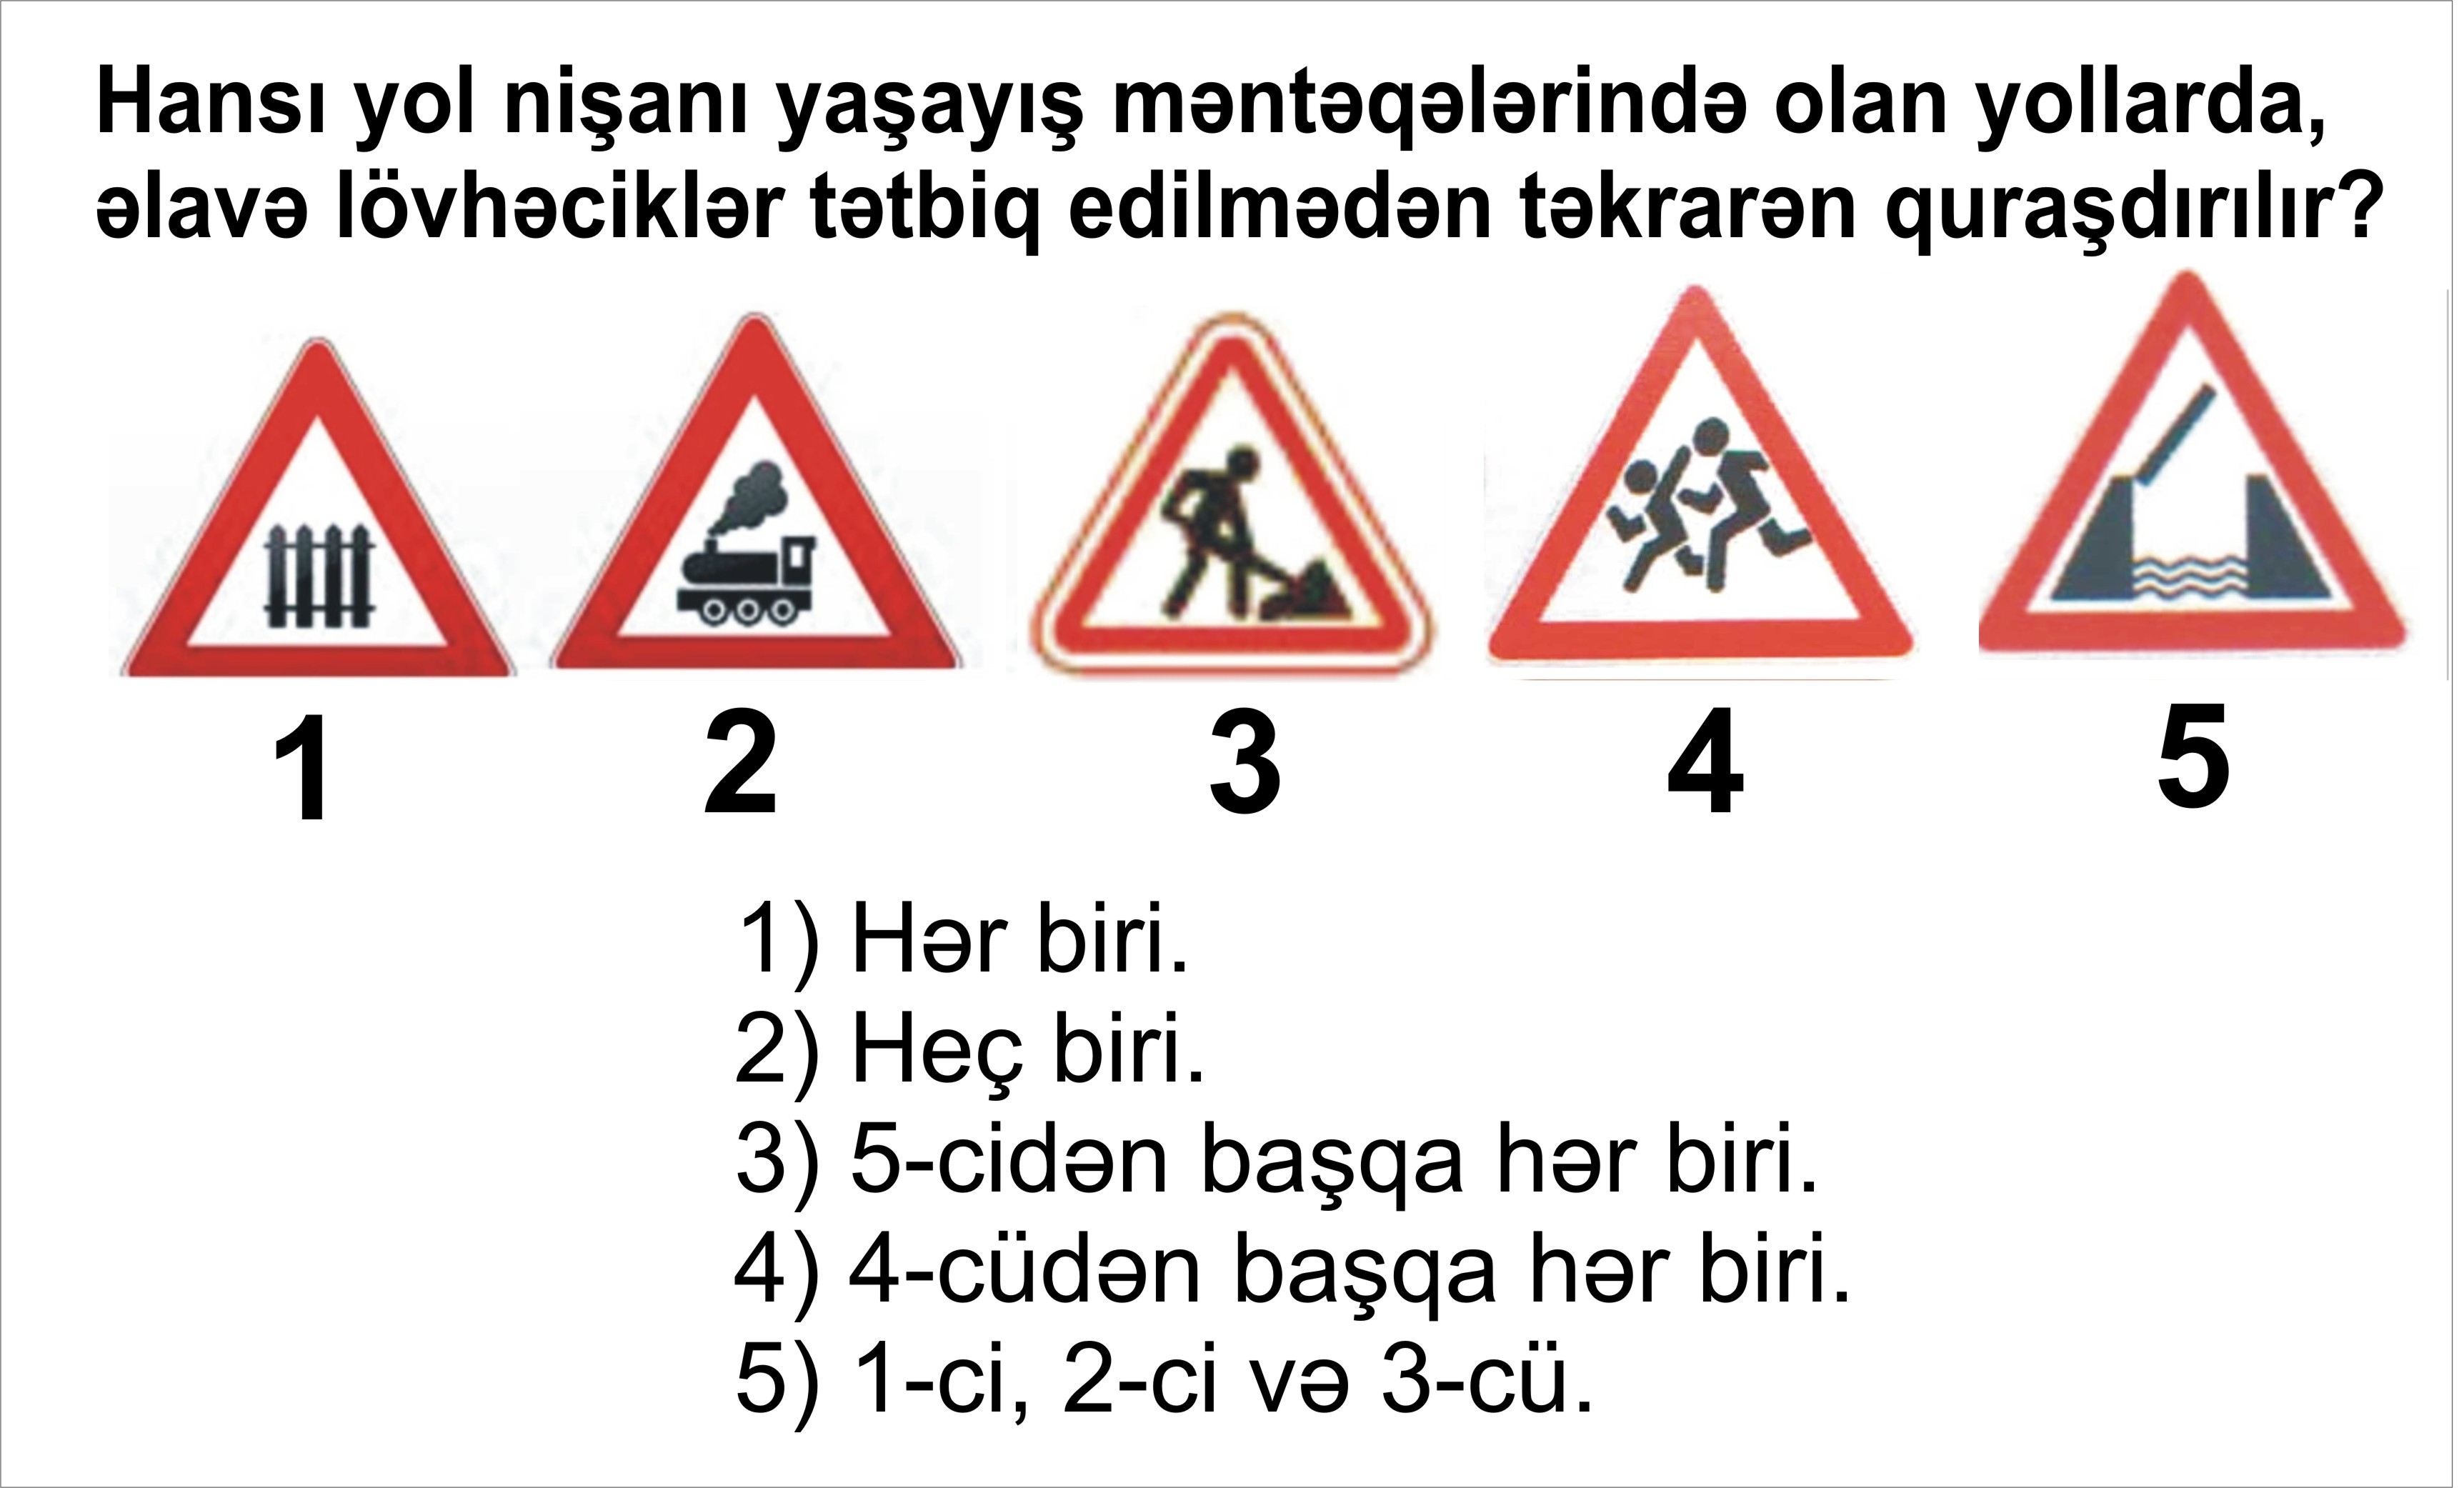 Hansı yol nişanı yaşayış məntəqələrində olan yollarda,
əlavə lövhəciklər tətbiq edilmədən təkrarən quraşdırılır?
1 2 3 4 5
1) Hər biri.
2) Heç biri.
3) 5-cidən başqa hər biri.
4) 4-cüdən başqa hər biri.
5) 1-ci, 2-ci və 3-cü.